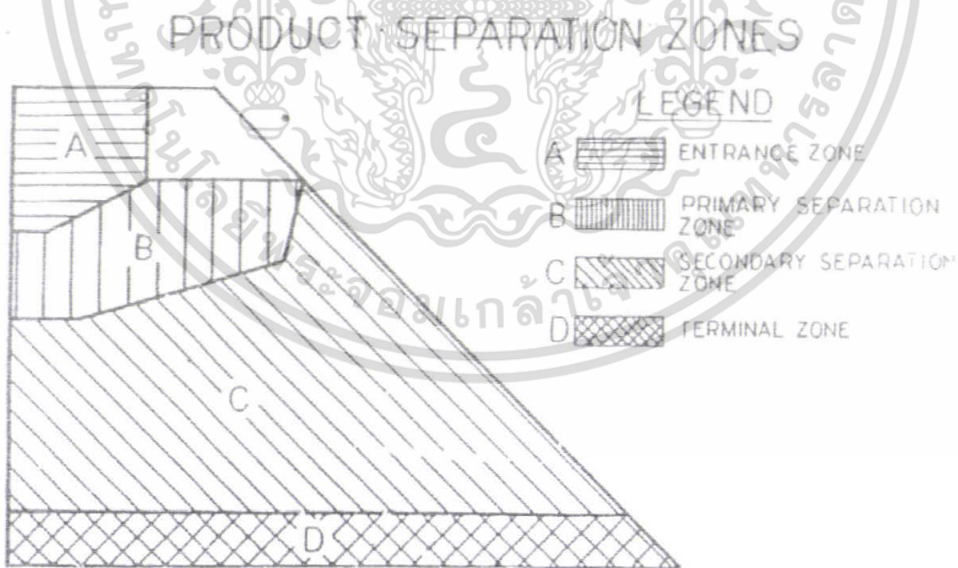 PRODUCT SEPARATION ZONES
LEGEND
A ENTRANCE ZONE
B PRIMARY SEPARATION
ZONE
C SECONDARY SEPARATION
ZONE
D TERMINAL ZONE
A
B
C
D